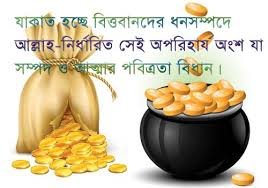 যাকাত হচ্ছে বিত্তবানদের ধনসম্পদে
আল্লাহ-নির্ধারিত সেই অপরিহার্য অংশ যা
সম্পদ ও আত্মার পবিত্রতা বিধান।